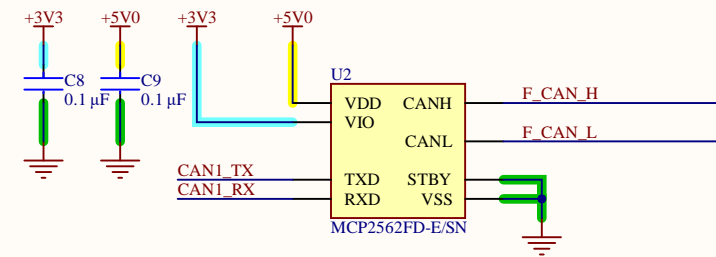 +3V3 +5V0 +3V3 +5V0
C8 C9
0.1 µF 0.1 µF
U2
VDD CANH F_CAN_H
VIO
CANL F_CAN_L
CAN1_TX TXD STBY
CAN1_RX RXD VSS
MCP2562FD-E/SN